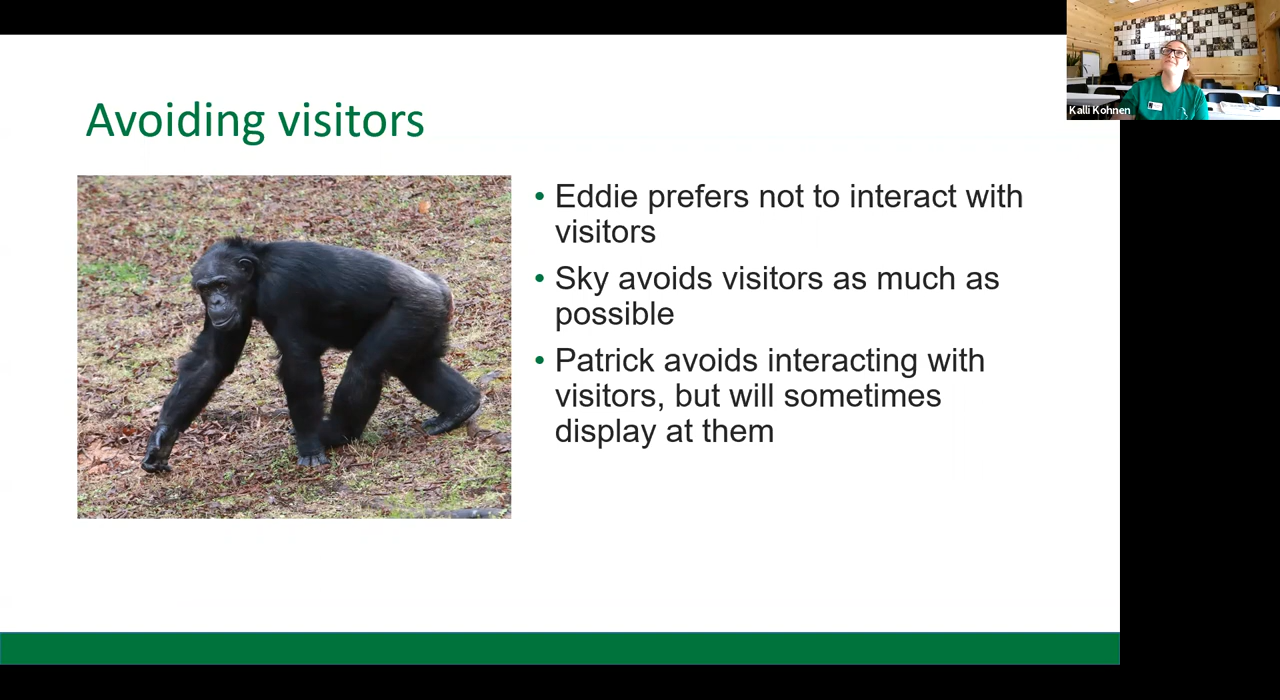 Avoiding visitors
• Eddie prefers not to interact with
visitors
• Sky avoids visitors as much as
possible
• Patrick avoids interacting with
visitors, but will sometimes
display at them
Kalli Kohnen